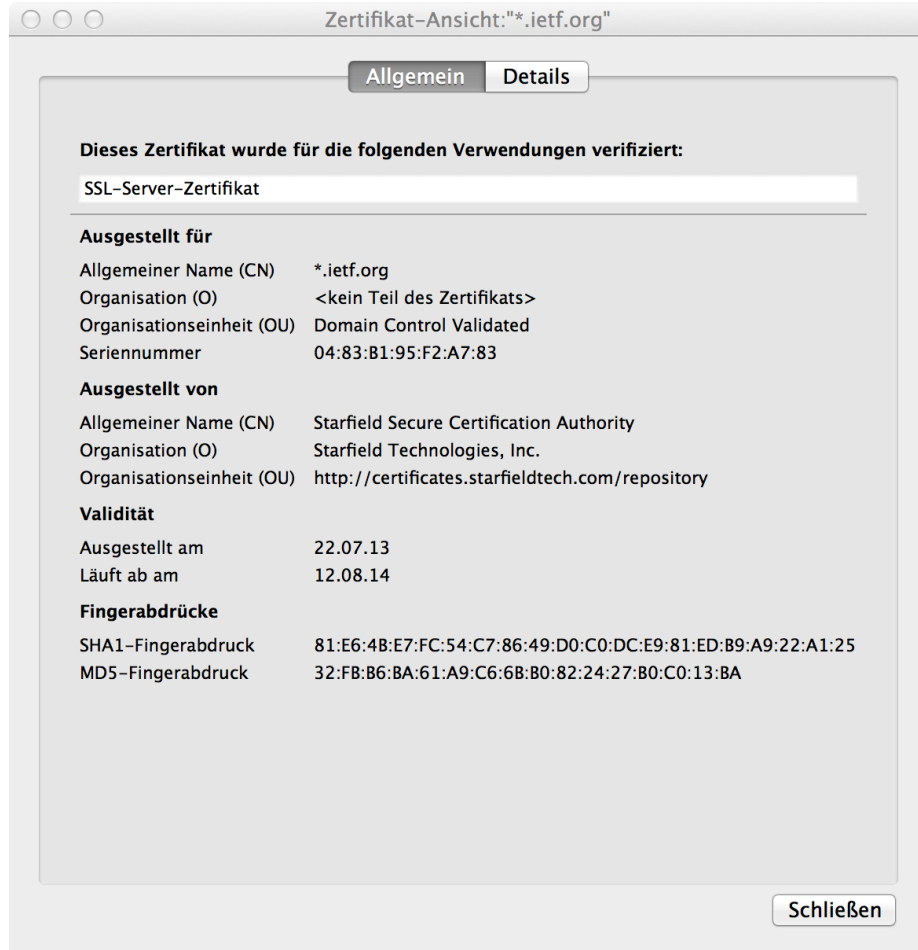 Zertifikat-Ansicht:"*.ietf.org"
Allgemein Details
Dieses Zertifikat wurde für die folgenden Verwendungen verifiziert:
SSL-Server-Zertifikat
Ausgestellt für
Allgemeiner Name (CN) *.ietf.org
Organisation (O) <kein Teil des Zertifikats>
Organisationseinheit (OU) Domain Control Validated
Seriennummer 04:83:B1:95:F2:A7:83
Ausgestellt von
Allgemeiner Name (CN) Starfield Secure Certification Authority
Organisation (O) Starfield Technologies, Inc.
Organisationseinheit (OU) http://certificates.starfieldtech.com/repository
Validität
Ausgestellt am 22.07.13
Läuft ab am 12.08.14
Fingerabdrücke
SHA1-Fingerabdruck 81:E6:4B:E7:FC:54:C7:86:49:D0:C0:DC:E9:81:ED:B9:A9:22:A1:25
MD5-Fingerabdruck 32:FB:B6:BA:61:A9:C6:6B:B0:82:24:27:B0:C0:13:BA
Schließen